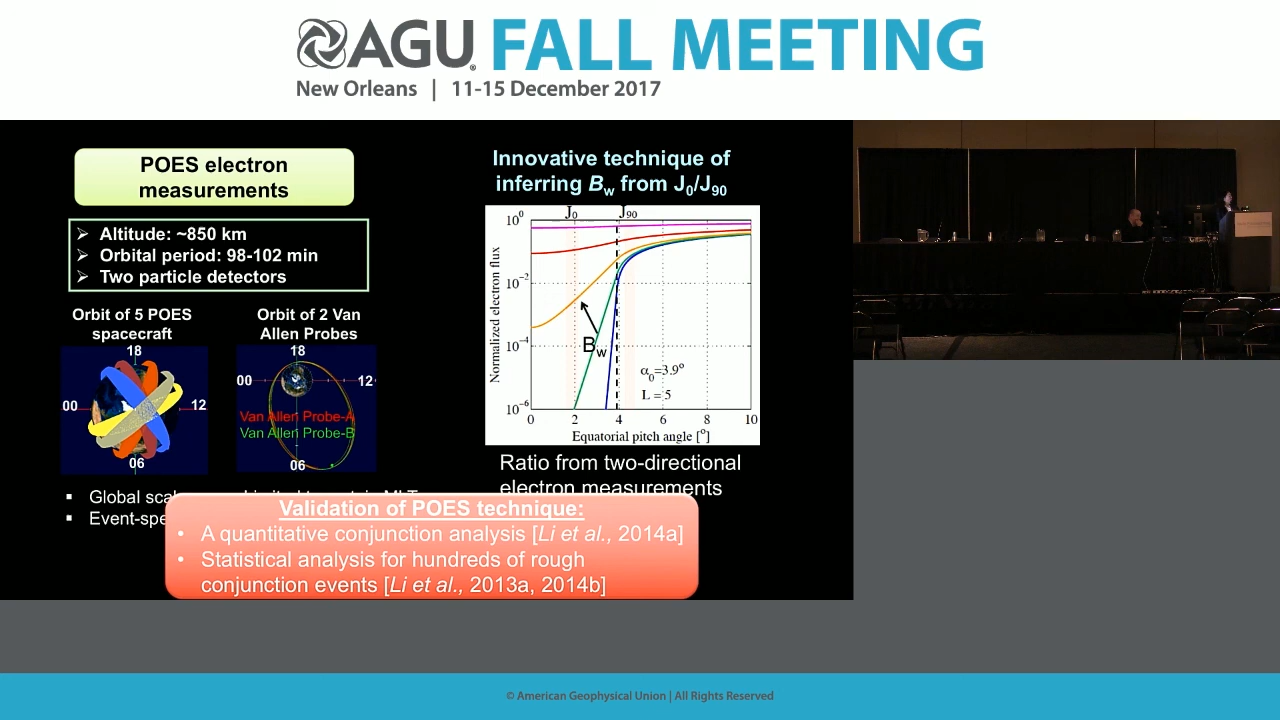 AGU FALL MEETING
New Orleans | 11-15 December 2017
POES electron
measurements
Altitude: ~850 km
Orbital period: 98-102 min
Two particle detectors
Orbit of 5 POES
spacecraft
18
00
12
06
Orbit of 2 Van
Allen Probes
18
00
12
Van Allen Probe-A
Van Allen Probe-B
06
Global
Event-spe
Innovative technique of
inferring Bw from J0/J90
J0 J90
Normalized electron flux
10^0
10^-2
10^-4
10^-6
Bw
α0=3.9°
L = 5
0 2 4 6 8 10
Equatorial pitch angle [°]
Ratio from two-directional
electron measurements
Validation of POES technique:
• A quantitative conjunction analysis [Li et al., 2014a]
• Statistical analysis for hundreds of rough
conjunction events [Li et al., 2013a, 2014b]
© American Geophysical Union | All Rights Reserved